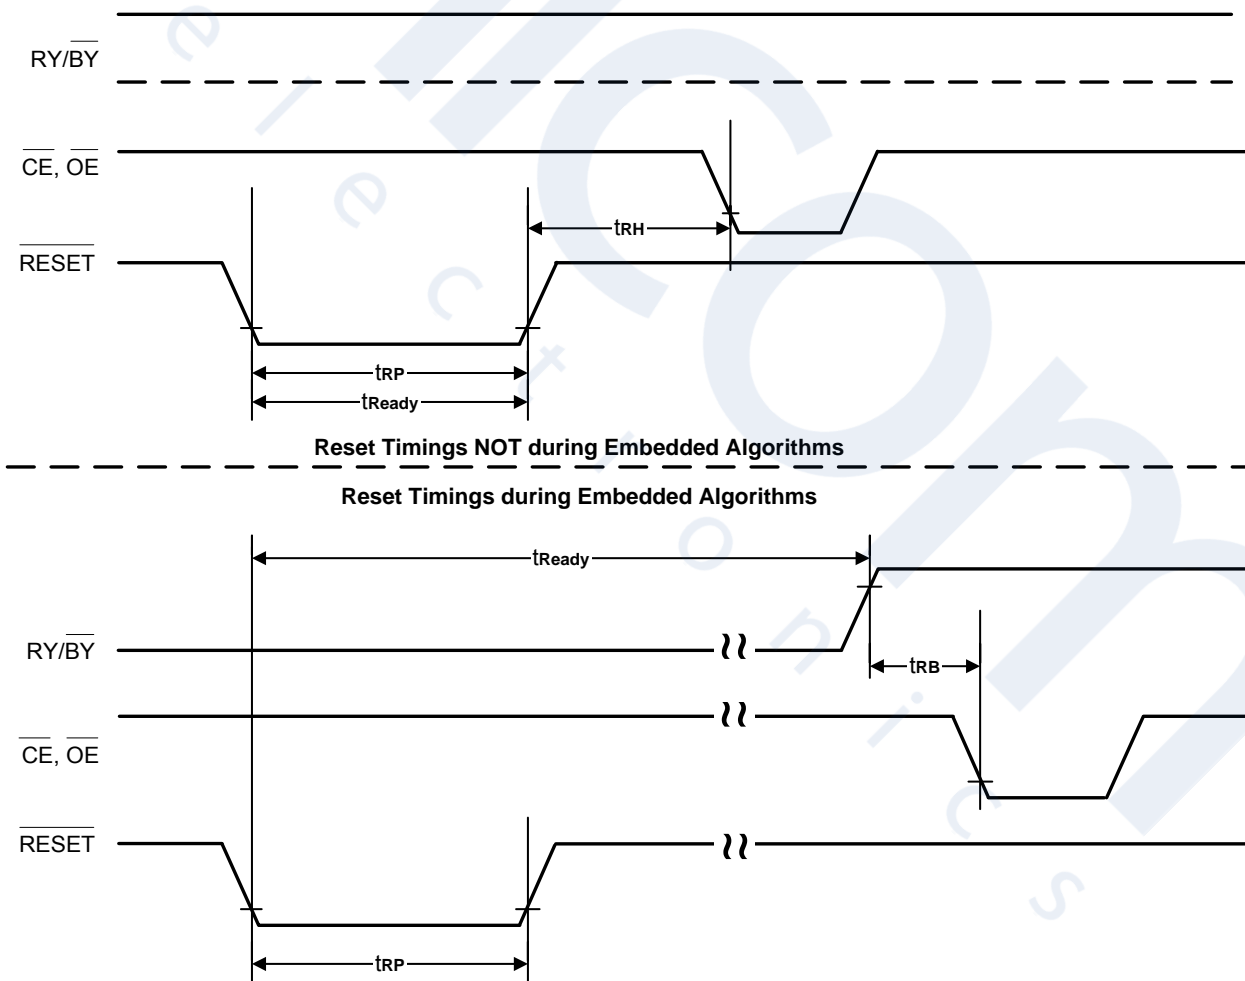 RY/BY
CE, OE
tRH
RESET
tRP
tReady
Reset Timings NOT during Embedded Algorithms
Reset Timings during Embedded Algorithms
tReady
RY/BY
tRB
CE, OE
RESET
tRP
electronics